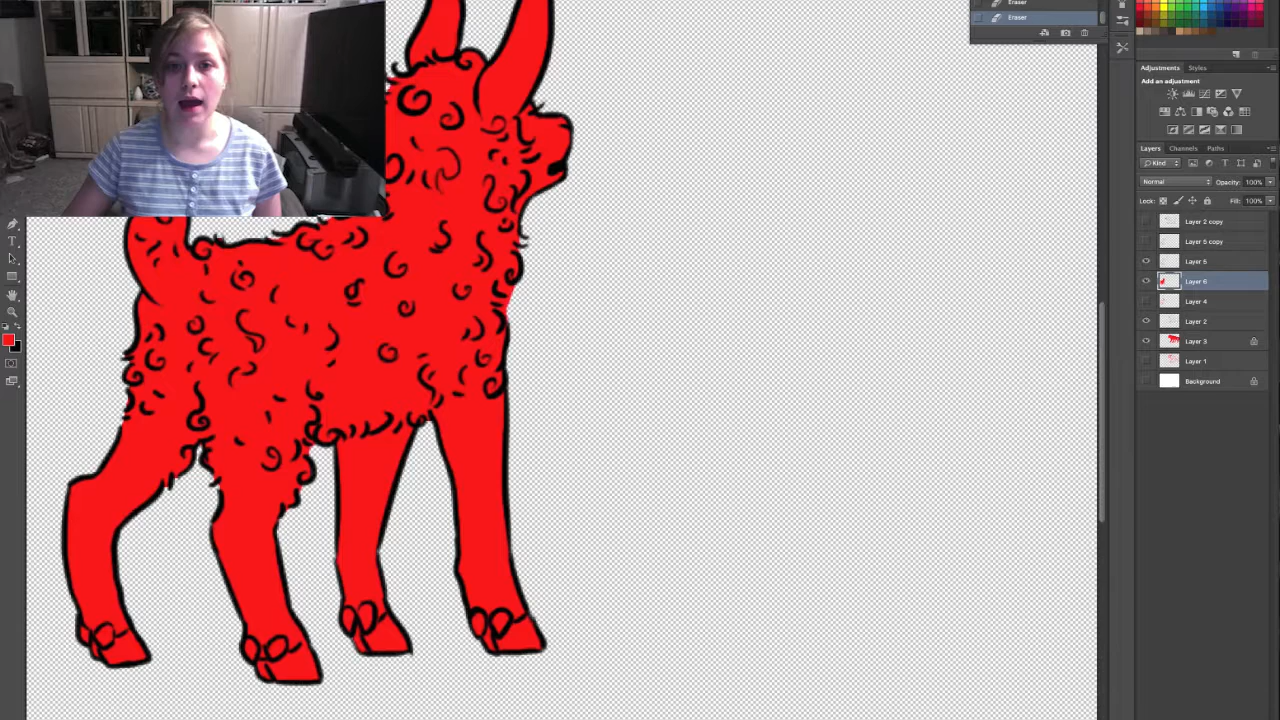 Eraser
Eraser
Adjustments Styles
Add an adjustment
Layers Channels Paths
Kind
Normal Opacity: 100%
Lock: Fill: 100%
Layer 2 copy
Layer 5 copy
Layer 5
Layer 6
Layer 4
Layer 2
Layer 3
Layer 1
Background